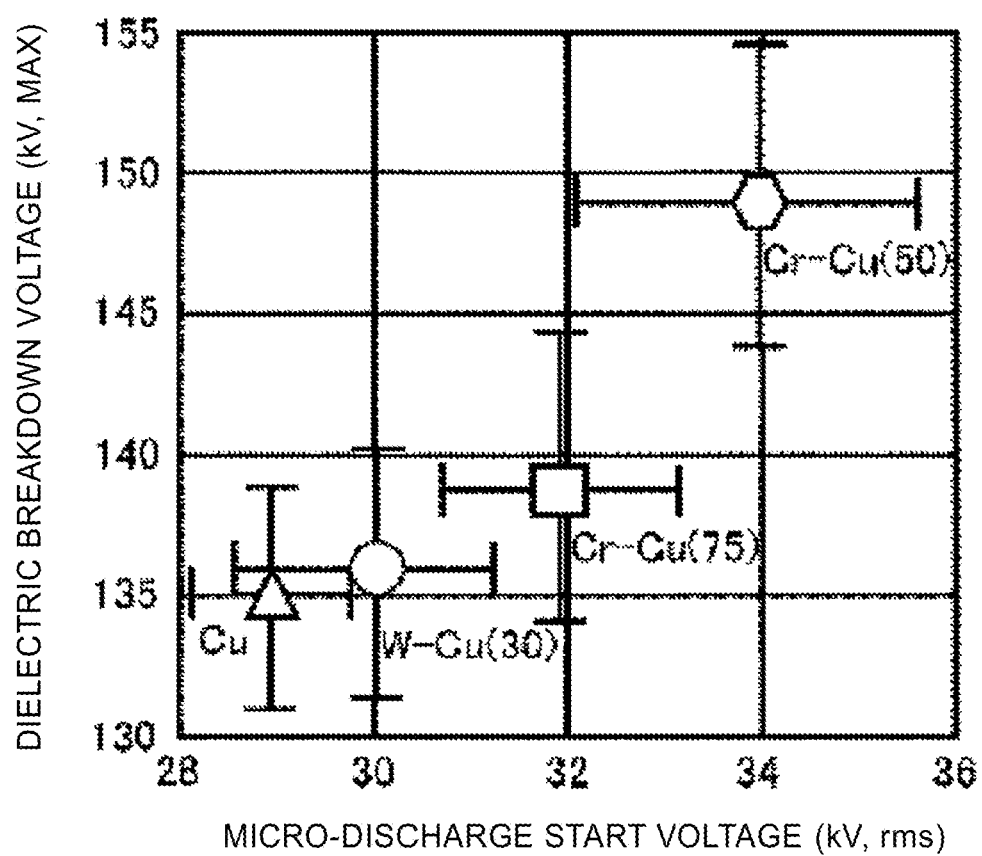 DIELECTRIC BREAKDOWN VOLTAGE (kV, MAX)
155
150
145
140
135
130
Cr-Cu(50)
Cr-Cu(75)
Cu
W-Cu(30)
28
30
32
34
36
MICRO-DISCHARGE START VOLTAGE (kV, rms)